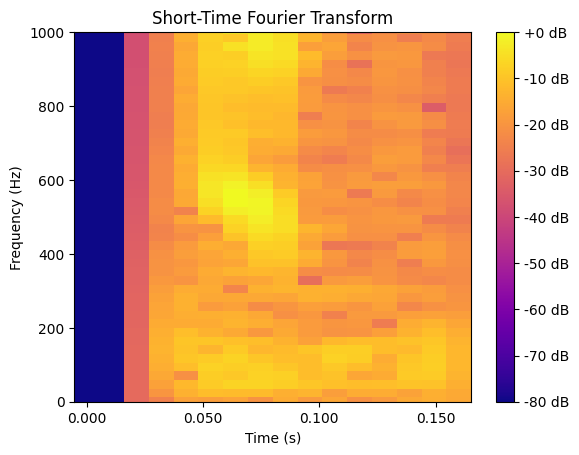 Short-Time Fourier Transform
Frequency (Hz)
1000
800
600
400
200
0
0.000
0.050
0.100
0.150
Time (s)
+0 dB
-10 dB
-20 dB
-30 dB
-40 dB
-50 dB
-60 dB
-70 dB
-80 dB